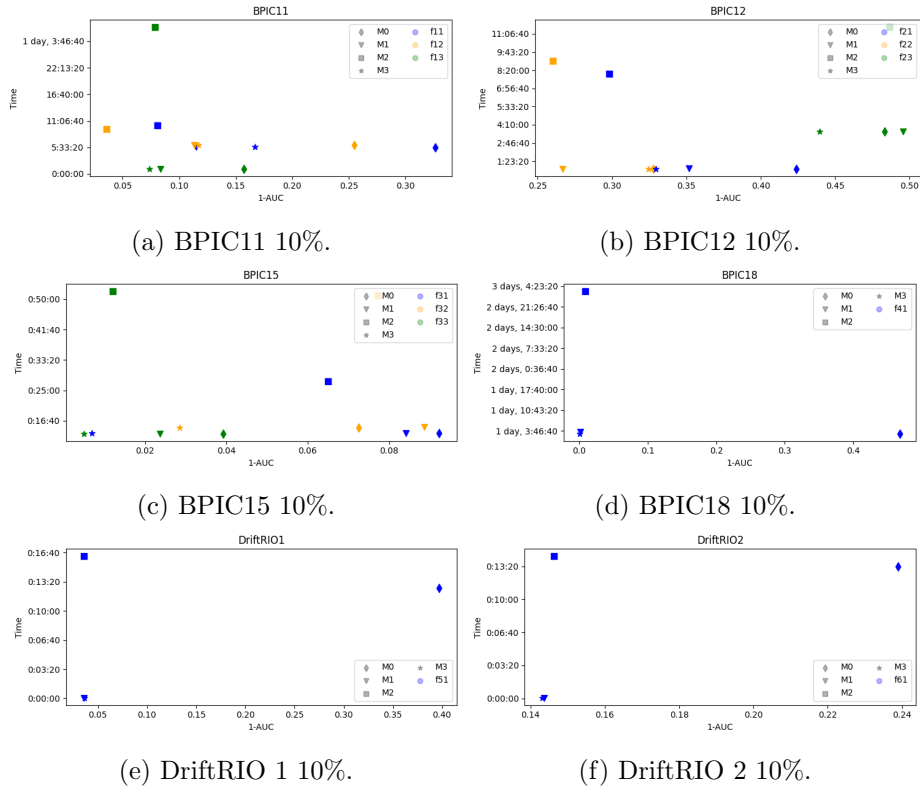 BPIC11
1 day, 3:46:40
22:13:20
16:40:00
11:06:40
5:33:20
0:00:00
Time
0.05 0.10 0.15 0.20 0.25 0.30
1-AUC
M0 f11
M1 f12
M2 f13
M3
(a) BPIC11 10%.
BPIC12
11:06:40
9:43:20
8:20:00
6:56:40
5:33:20
4:10:00
2:46:40
1:23:20
Time
0.25 0.30 0.35 0.40 0.45 0.50
1-AUC
M0 f21
M1 f22
M2 f23
M3
(b) BPIC12 10%.
BPIC15
0:50:00
0:41:40
0:33:20
0:25:00
0:16:40
Time
0.02 0.04 0.06 0.08
1-AUC
M0 f31
M1 f32
M2 f33
M3
(c) BPIC15 10%.
BPIC18
3 days, 4:23:20
2 days, 21:26:40
2 days, 14:30:00
2 days, 7:33:20
2 days, 0:36:40
1 day, 17:40:00
1 day, 10:43:20
1 day, 3:46:40
Time
0.0 0.1 0.2 0.3 0.4
1-AUC
M0 M3
M1 f41
M2
(d) BPIC18 10%.
DriftRIO1
0:16:40
0:13:20
0:10:00
0:06:40
0:03:20
0:00:00
Time
0.05 0.10 0.15 0.20 0.25 0.30 0.35 0.40
1-AUC
M0 M3
M1 f51
M2
(e) DriftRIO 1 10%.
DriftRIO2
0:13:20
0:10:00
0:06:40
0:03:20
0:00:00
Time
0.14 0.16 0.18 0.20 0.22 0.24
1-AUC
M0 M3
M1 f61
M2
(f) DriftRIO 2 10%.